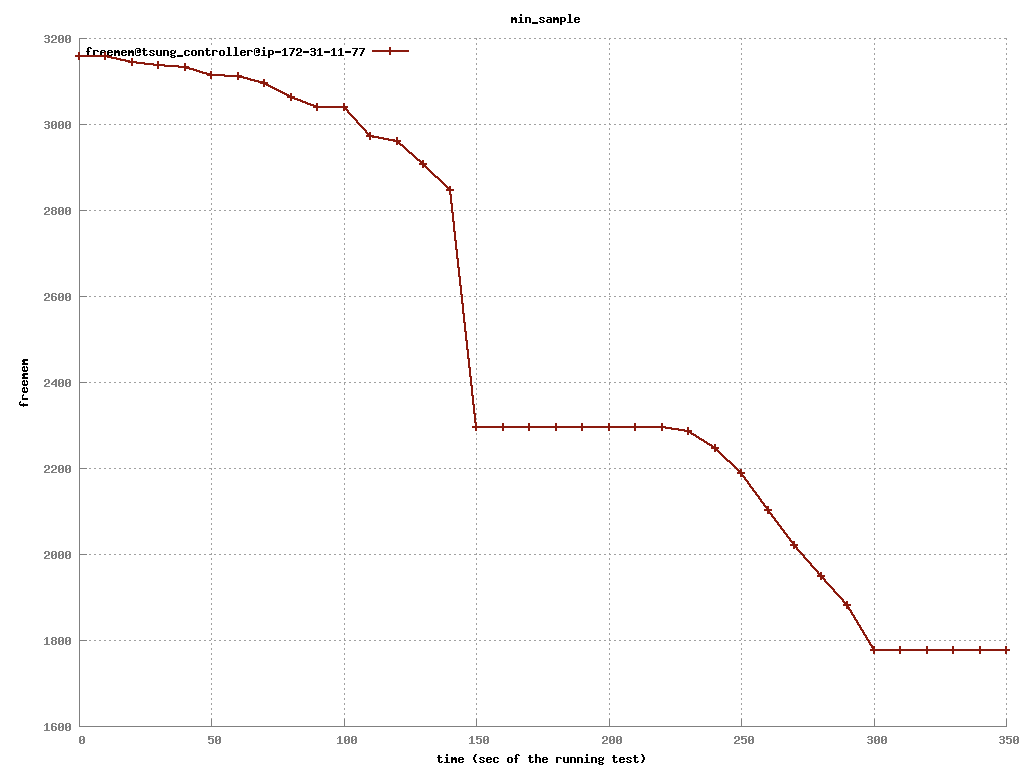 min_sample
3200
freemem@tsung_controller@ip-172-31-11-77
3000
2800
2600
2400
freemem
2200
2000
1800
1600
0 50 100 150 200 250 300 350
time (sec of the running test)